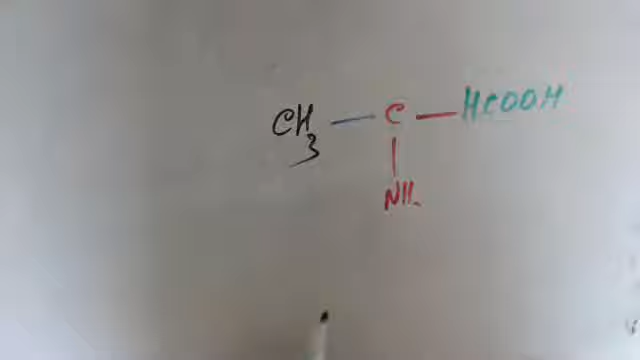 CH3 — C — HCOOH
|
NH.